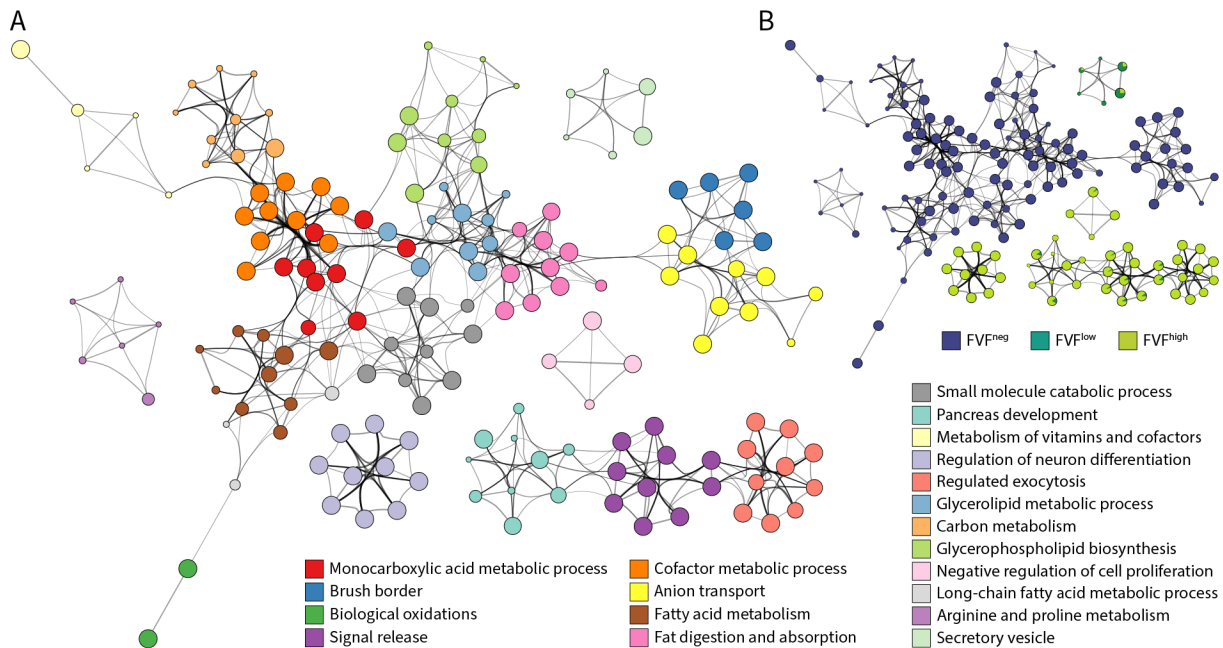 A
B
FVFneg
FVFlow
FVFhigh
Small molecule catabolic process
Pancreas development
Metabolism of vitamins and cofactors
Regulation of neuron differentiation
Regulated exocytosis
Glycerolipid metabolic process
Carbon metabolism
Glycerophospholipid biosynthesis
Negative regulation of cell proliferation
Long-chain fatty acid metabolic process
Arginine and proline metabolism
Secretory vesicle
Monocarboxylic acid metabolic process
Brush border
Biological oxidations
Signal release
Cofactor metabolic process
Anion transport
Fatty acid metabolism
Fat digestion and absorption